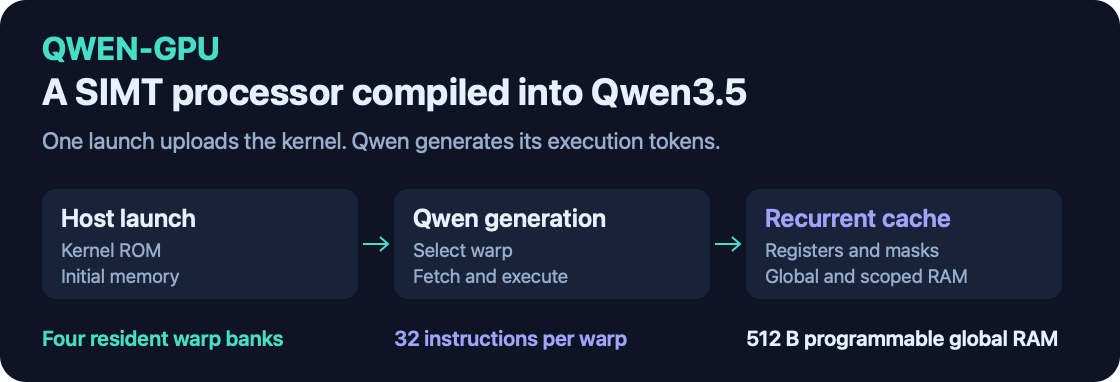 QWEN-GPU
A SIMT processor compiled into Qwen3.5
One launch uploads the kernel. Qwen generates its execution tokens.
Host launch
Kernel ROM
Initial memory
Qwen generation
Select warp
Fetch and execute
Recurrent cache
Registers and masks
Global and scoped RAM
Four resident warp banks
32 instructions per warp
512 B programmable global RAM